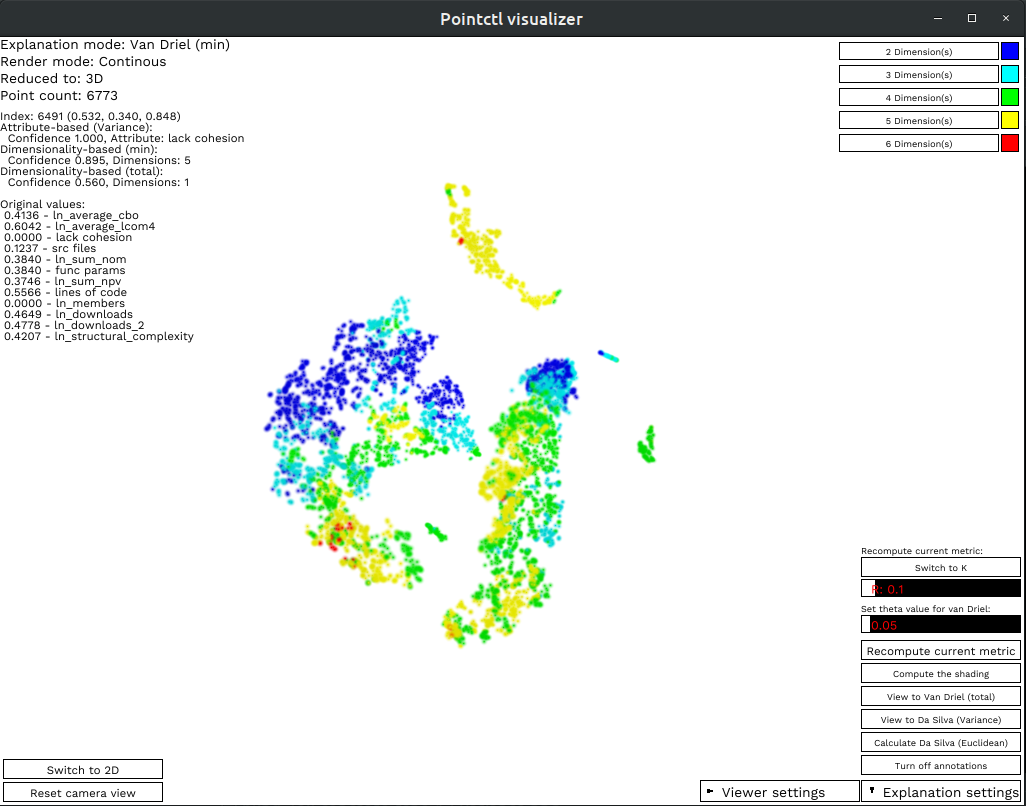 Pointctl visualizer
Explanation mode: Van Driel (min)
Render mode: Continous
Reduced to: 3D
Point count: 6773
Index: 6491 (0.532, 0.340, 0.848)
Attribute-based (Variance):
Confidence 1.000, Attribute: lack cohesion
Dimensionality-based (min):
Confidence 0.895, Dimensions: 5
Dimensionality-based (total):
Confidence 0.560, Dimensions: 1
Original values:
0.4136 - ln_average_cbo
0.6042 - ln_average_lcom4
0.0000 - lack cohesion
0.1237 - src files
0.3840 - ln_sum_nom
0.3840 - func params
0.3746 - ln_sum_npv
0.5566 - lines of code
0.0000 - ln_members
0.4649 - ln_downloads
0.4778 - ln_downloads_2
0.4207 - ln_structural_complexity
2 Dimension(s)
3 Dimension(s)
4 Dimension(s)
5 Dimension(s)
6 Dimension(s)
Recompute current metric:
Switch to K
R: 0.1
Set theta value for van Driel:
0.05
Recompute current metric
Compute the shading
View to Van Driel (total)
View to Da Silva (Variance)
Calculate Da Silva (Euclidean)
Turn off annotations
Switch to 2D
Reset camera view
Viewer settings
Explanation settings